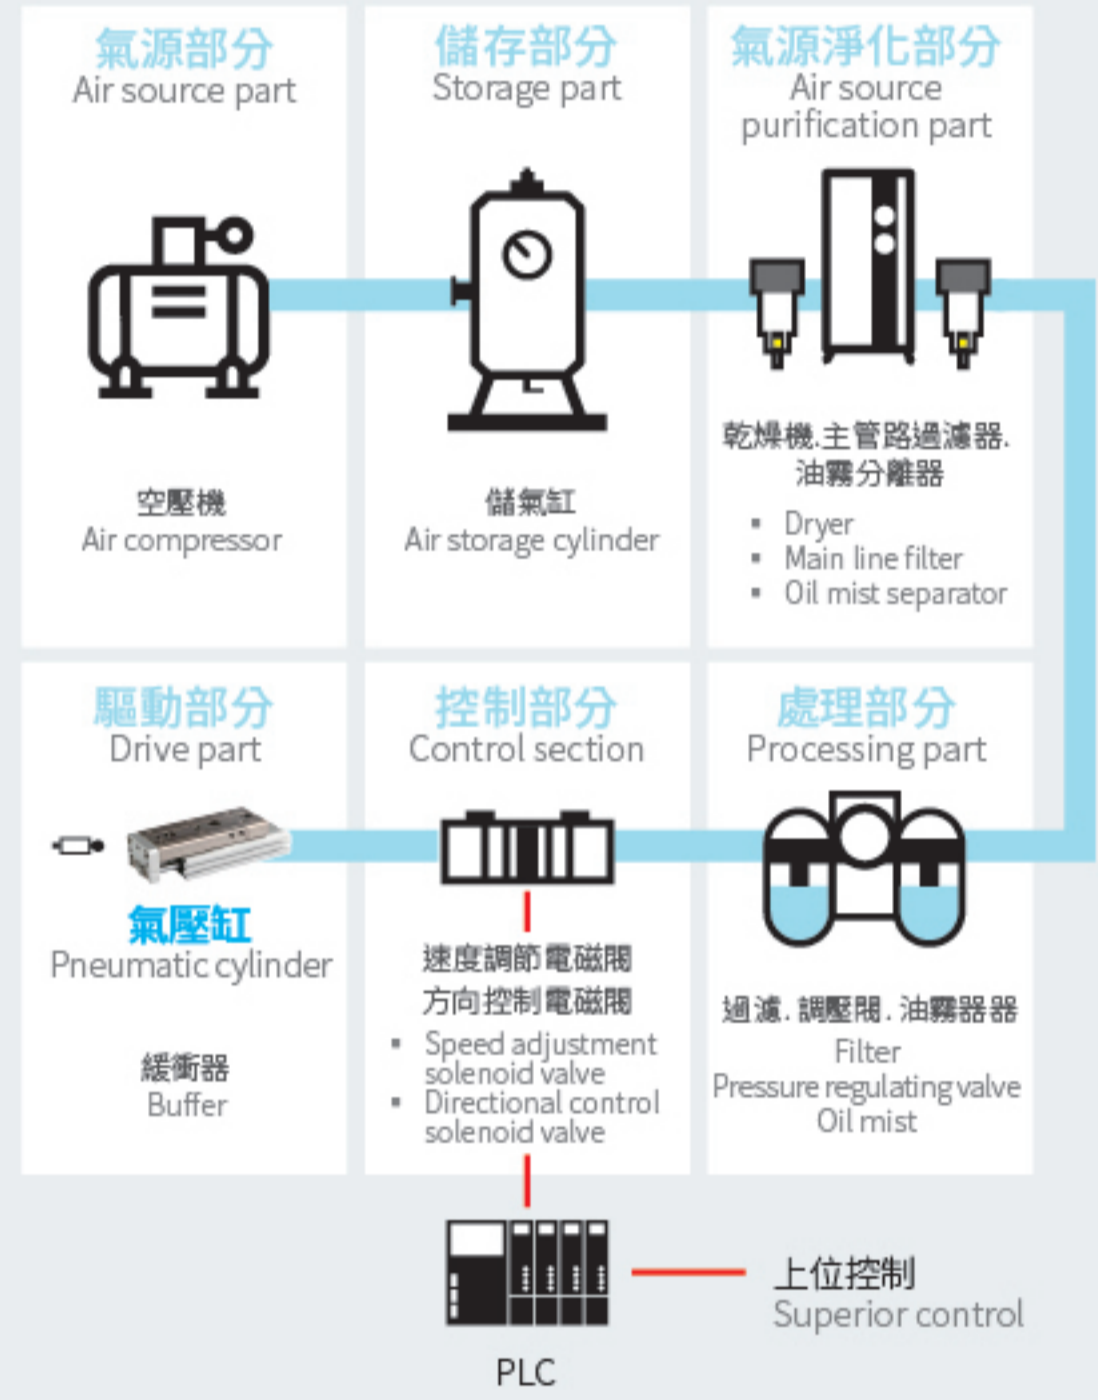 氣源部分
Air source part
空壓機
Air compressor
儲存部分
Storage part
儲氣缸
Air storage cylinder
氣源淨化部分
Air source
purification part
乾燥機.主管路過濾器.
油霧分離器
▪ Dryer
▪ Main line filter
▪ Oil mist separator
驅動部分
Drive part
氣壓缸
Pneumatic cylinder
緩衝器
Buffer
控制部分
Control section
速度調節電磁閥
方向控制電磁閥
▪ Speed adjustment
solenoid valve
▪ Directional control
solenoid valve
處理部分
Processing part
過濾. 調壓閥. 油霧器器
Filter
Pressure regulating valve
Oil mist
PLC
上位控制
Superior control